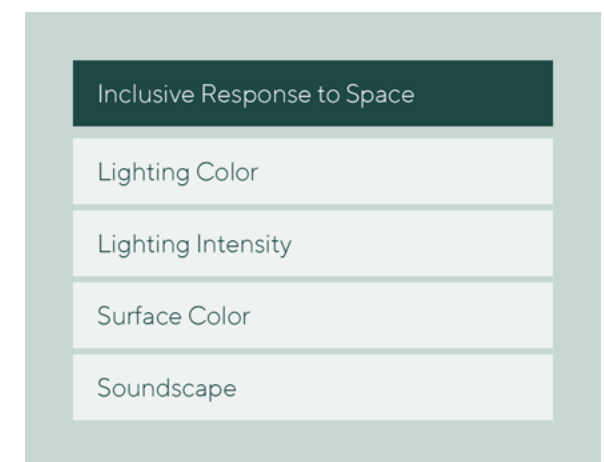 Inclusive Response to Space
Lighting Color
Lighting Intensity
Surface Color
Soundscape